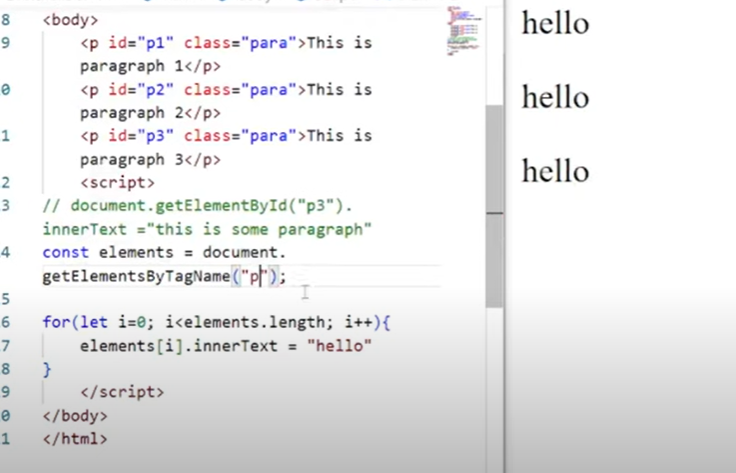 8 <body>
9 <p id="p1" class="para">This is
paragraph 1</p>
0 <p id="p2" class="para">This is
paragraph 2</p>
1 <p id="p3" class="para">This is
paragraph 3</p>
2 <script>
3 // document.getElementById("p3").
innerText ="this is some paragraph"
4 const elements = document.
getElementsByTagName("p");
5
6 for(let i=0; i<elements.length; i++){
7 elements[i].innerText = "hello"
8 }
9 </script>
0 </body>
1 </html>
hello
hello
hello